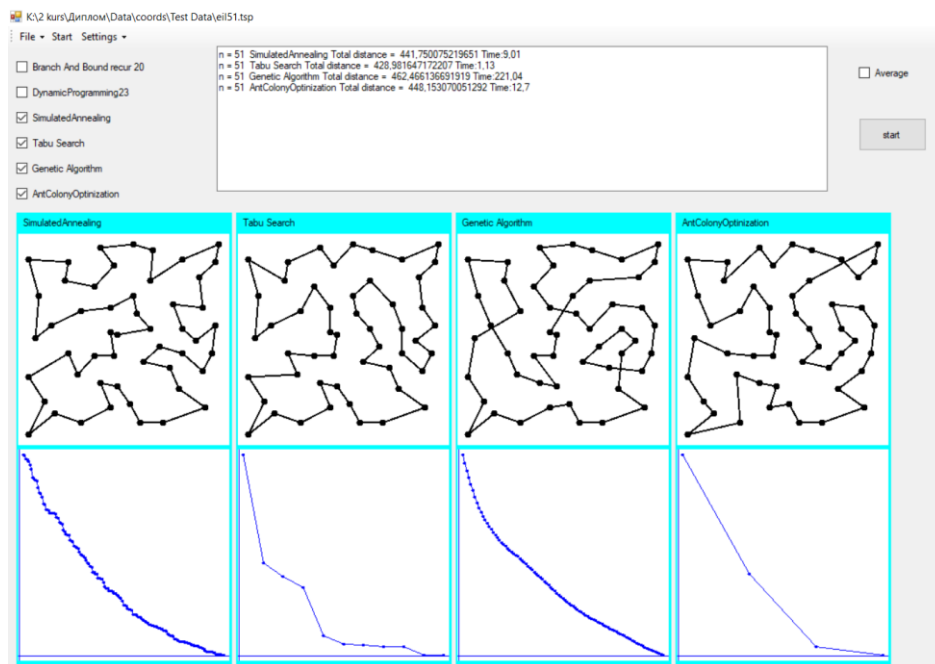 K:\2 kurs\Диплом\Data\coords\Test Data\eil51.tsp
File Start Settings
Branch And Bound recur 20
DynamicProgramming23
SimulatedAnnealing
Tabu Search
Genetic Algorithm
AntColonyOptinization
n = 51 SimulatedAnnealing Total distance = 441,750075219651 Time:9,01
n = 51 Tabu Search Total distance = 428,981647172207 Time:1,13
n = 51 Genetic Algorithm Total distance = 462,466136691919 Time:221,04
n = 51 AntColonyOptinization Total distance = 448,153070051292 Time:12,7
Average
start
SimulatedAnnealing
Tabu Search
Genetic Algorithm
AntColonyOptinization